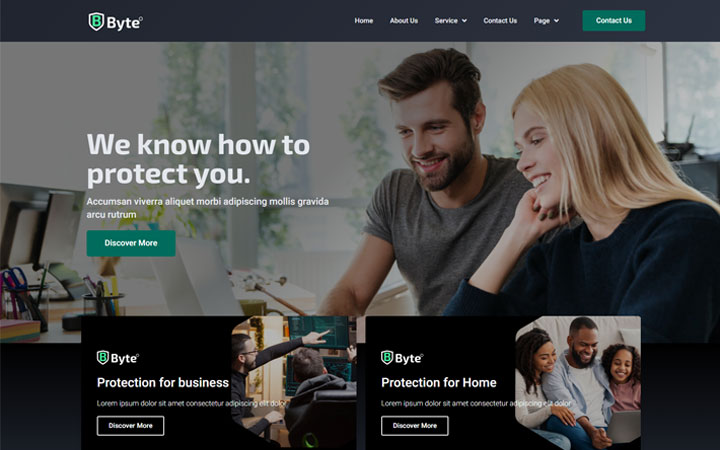 Byte
Home About Us Service Contact Us Page Contact Us
We know how to
protect you.
Accumsan viverra aliquet morbi adipiscing mollis gravida
arcu rutrum
Discover More
Byte
Protection for business
Lorem ipsum dolor sit amet consectetur adipiscing elit dolor
Discover More
Byte
Protection for Home
Lorem ipsum dolor sit amet consectetur adipiscing elit dolor
Discover More